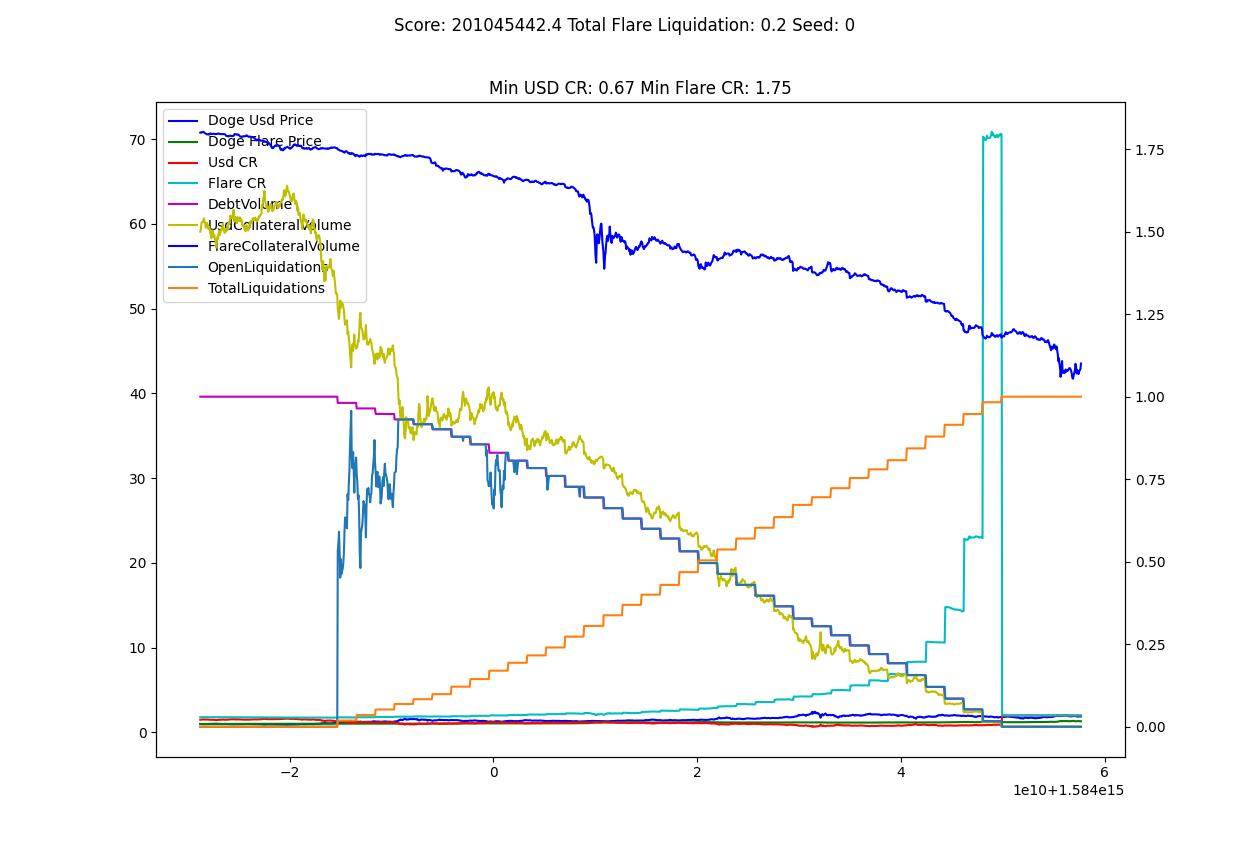 Score: 201045442.4 Total Flare Liquidation: 0.2 Seed: 0
Min USD CR: 0.67 Min Flare CR: 1.75
Doge Usd Price
Doge Flare Price
Usd CR
Flare CR
DebtVolume
UsdCollateralVolume
FlareCollateralVolume
OpenLiquidations
TotalLiquidations
70
60
50
40
30
20
10
0
1.75
1.50
1.25
1.00
0.75
0.50
0.25
0.00
−2
0
2
4
6
1e10+1.584e15